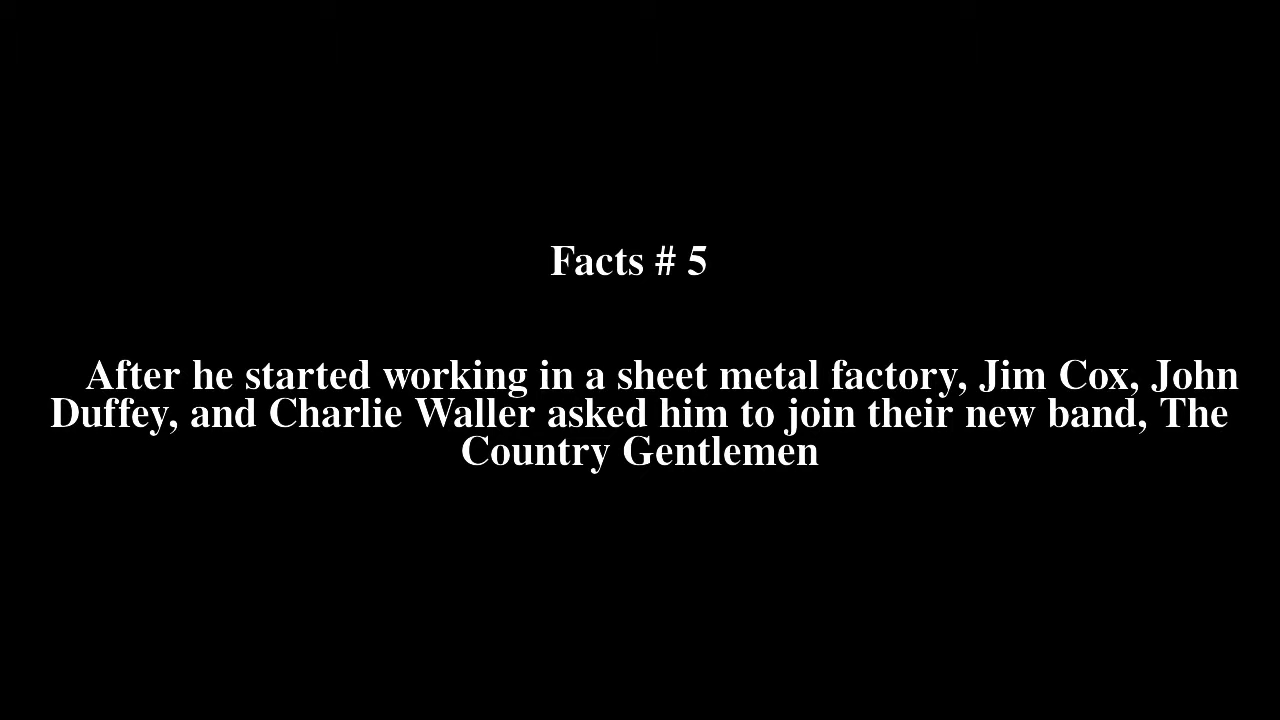 Facts # 5
After he started working in a sheet metal factory, Jim Cox, John
Duffey, and Charlie Waller asked him to join their new band, The
Country Gentlemen